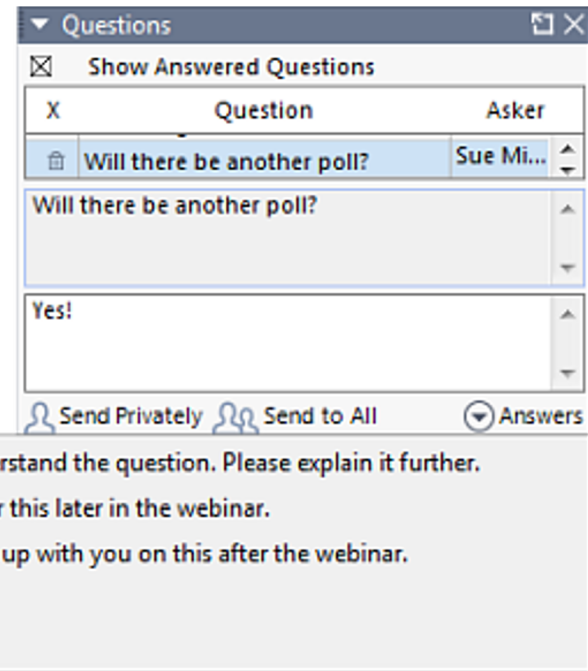 Questions
Show Answered Questions
X Question Asker
Will there be another poll? Sue Mi...
Will there be another poll?
Yes!
Send Privately Send to All Answers
rstand the question. Please explain it further.
r this later in the webinar.
up with you on this after the webinar.